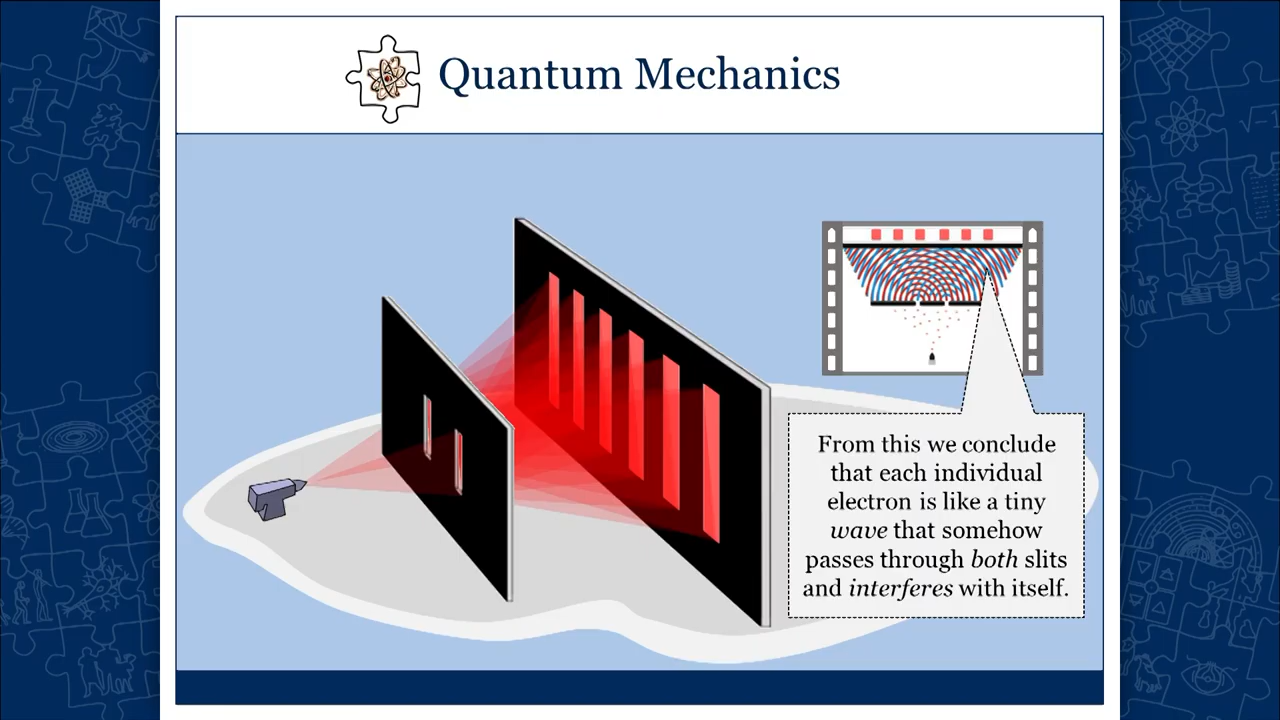 Quantum Mechanics
From this we conclude
that each individual
electron is like a tiny
wave that somehow
passes through both slits
and interferes with itself.